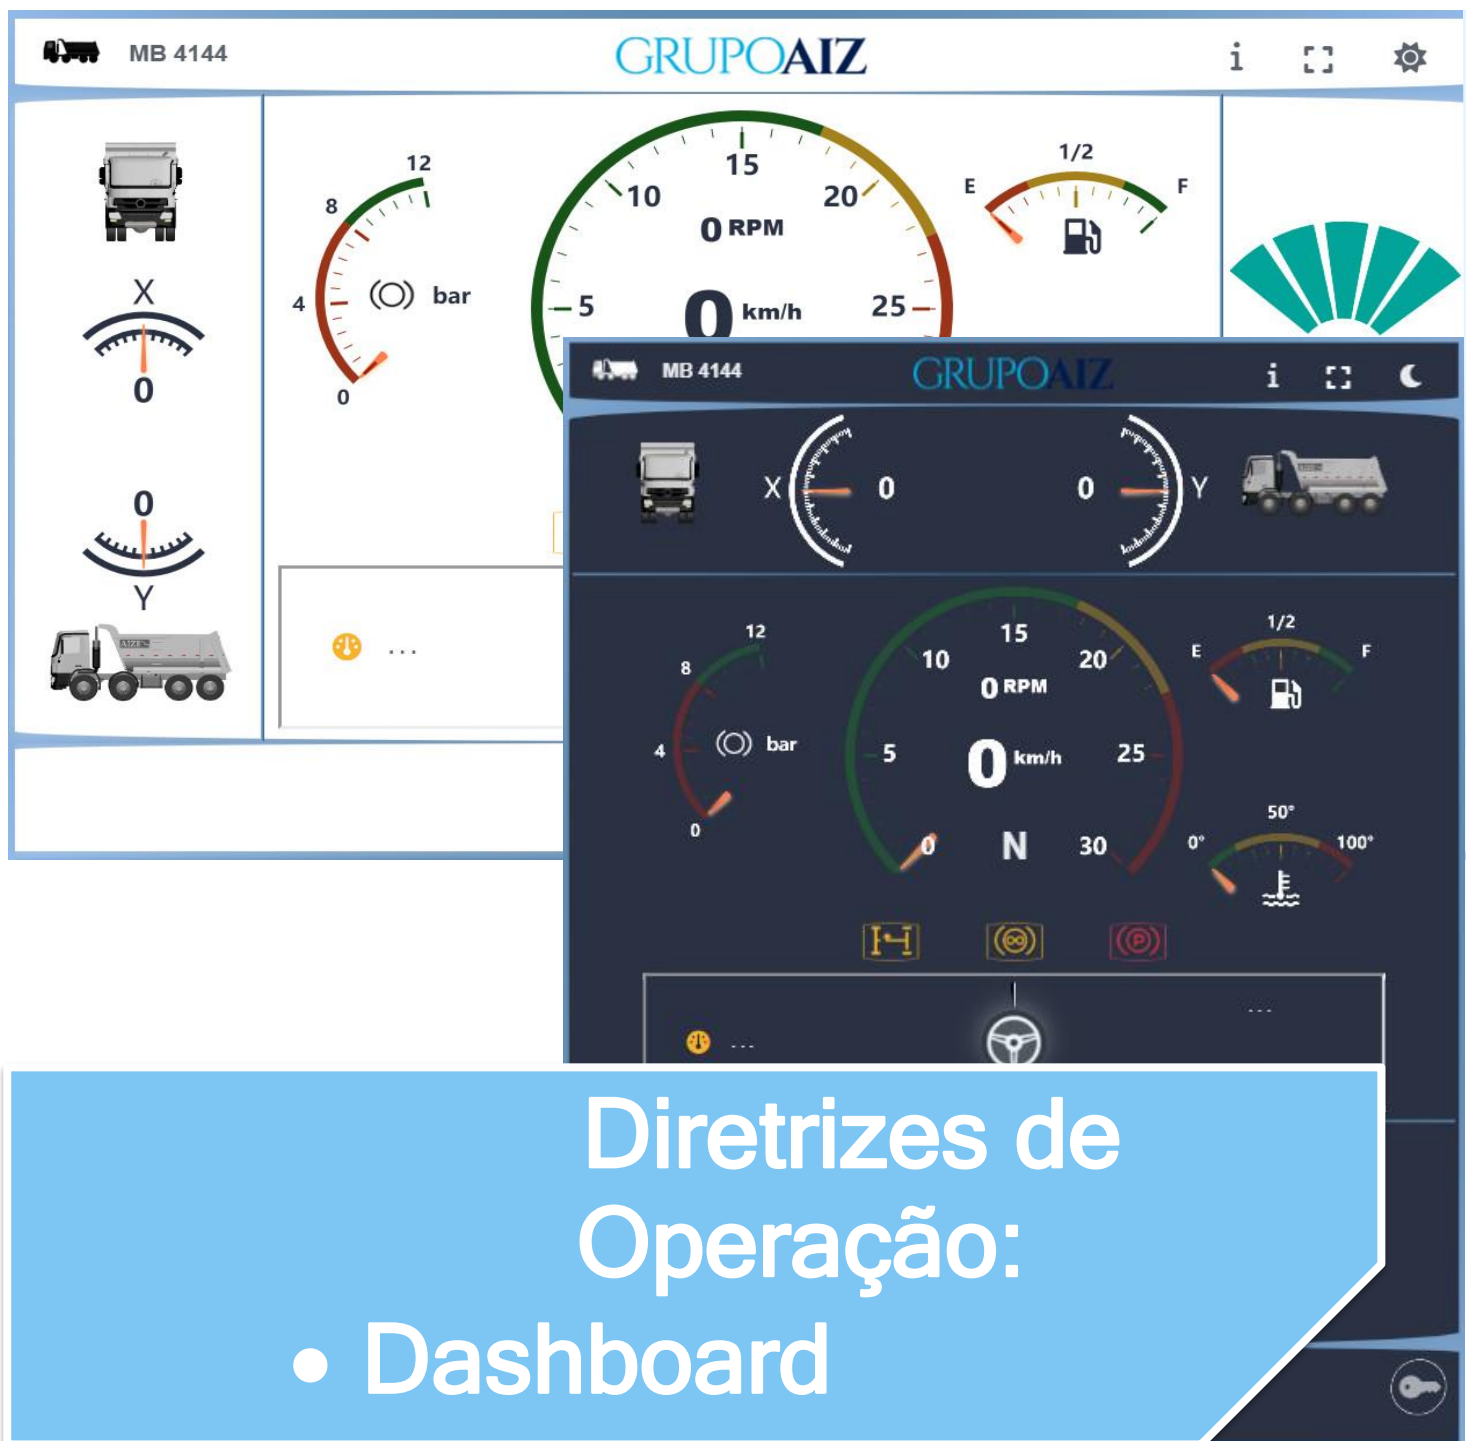 MB 4144
GRUPOAIZ
i
X
0
0
Y
12
8
4
0
bar
15
10
20
5
25
0 RPM
0 km/h
1/2
E
F
...
MB 4144
GRUPOAIZ
i
X
0
0
Y
12
8
4
0
bar
15
10
20
5
25
0
30
0 RPM
0 km/h
N
1/2
E
F
50°
0°
100°
P
...
...
Diretrizes de
Operação:
• Dashboard